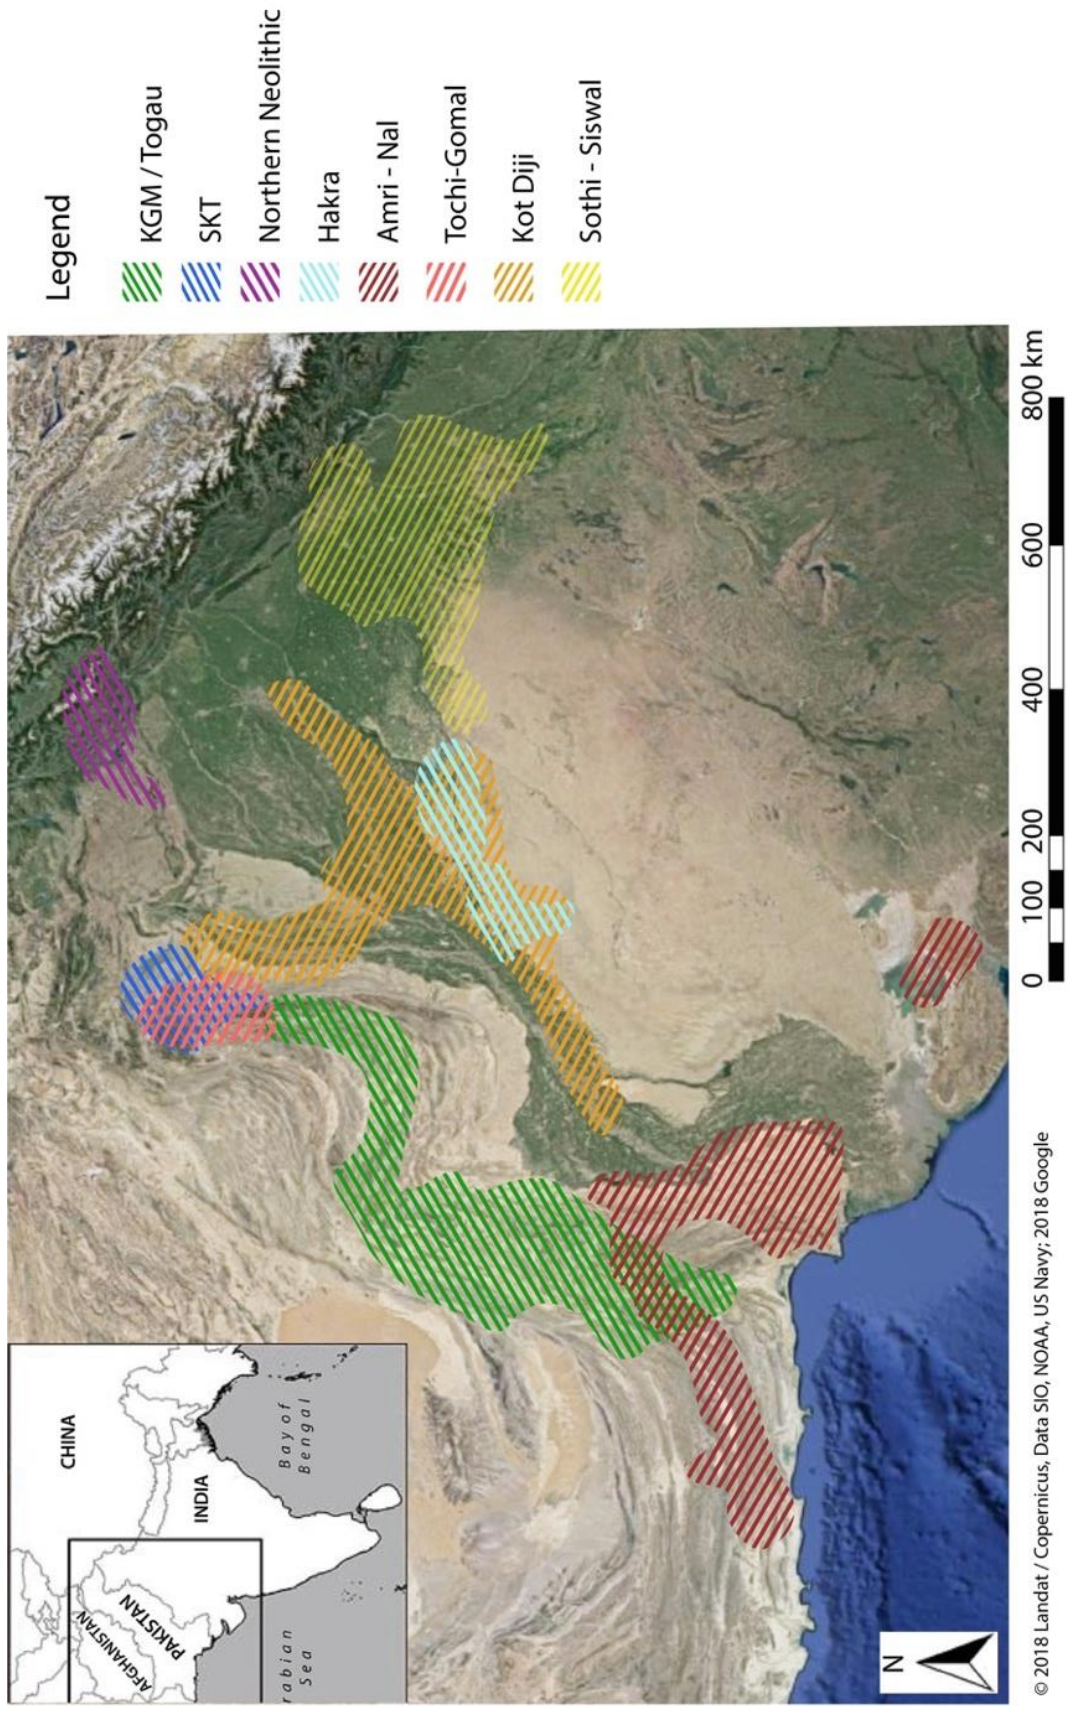 Legend
KGM / Togau
SKT
Northern Neolithic
Hakra
Amri - Nal
Tochi-Gomal
Kot Diji
Sothi - Siswal
CHINA
INDIA
AFGHANISTAN
PAKISTAN
Bay of
Bengal
rabian
Sea
N
0 100 200 400 600 800 km
© 2018 Landat / Copernicus, Data SIO, NOAA, US Navy; 2018 Google